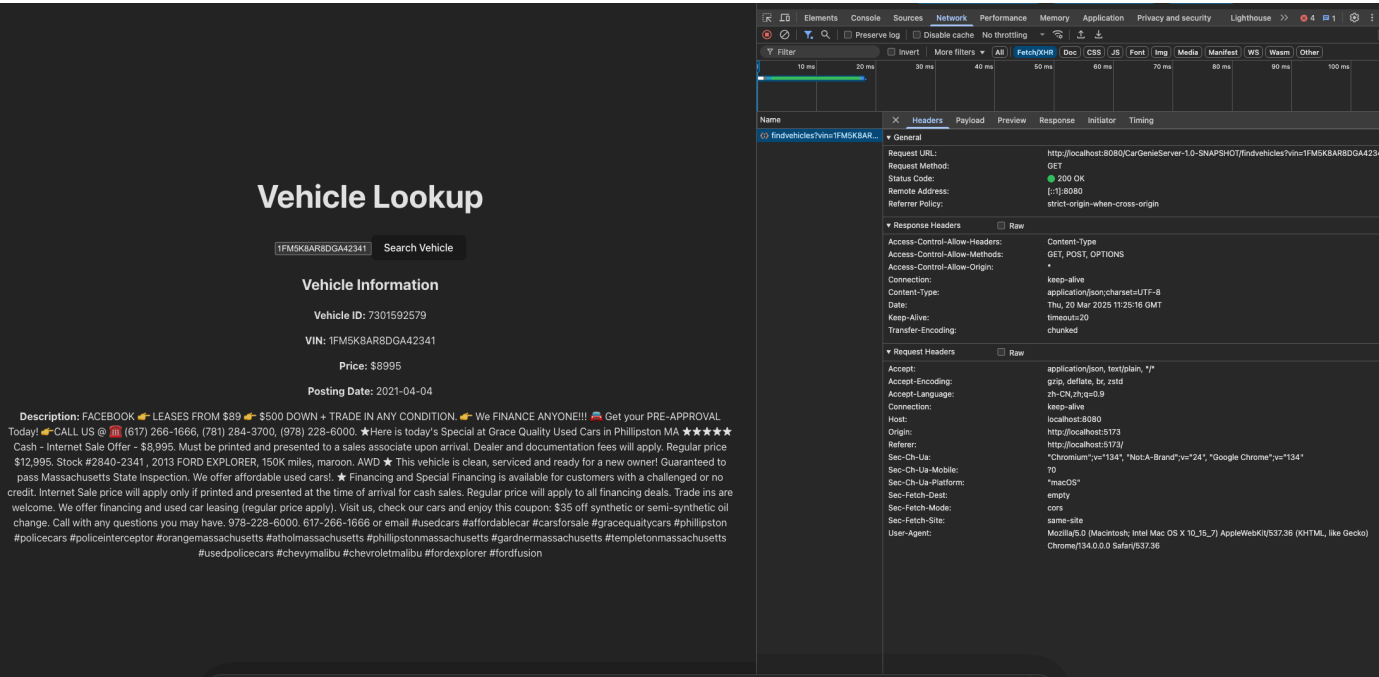 Vehicle Lookup
1FM5K8AR8DGA42341 Search Vehicle
Vehicle Information
Vehicle ID: 7301592579
VIN: 1FM5K8AR8DGA42341
Price: $8995
Posting Date: 2021-04-04
Description: FACEBOOK 👉 LEASES FROM $89 👉 $500 DOWN + TRADE IN ANY CONDITION. 👉 We FINANCE ANYONE!!! 🚘 Get your PRE-APPROVAL
Today! 👉CALL US @ ☎️ (617) 266-1666, (781) 284-3700, (978) 228-6000. ★Here is today's Special at Grace Quality Used Cars in Phillipston MA ★★★★★
Cash - Internet Sale Offer - $8,995. Must be printed and presented to a sales associate upon arrival. Dealer and documentation fees will apply. Regular price
$12,995. Stock #2840-2341 , 2013 FORD EXPLORER, 150K miles, maroon. AWD ★ This vehicle is clean, serviced and ready for a new owner! Guaranteed to
pass Massachusetts State Inspection. We offer affordable used cars!. ★ Financing and Special Financing is available for customers with a challenged or no
credit. Internet Sale price will apply only if printed and presented at the time of arrival for cash sales. Regular price will apply to all financing deals. Trade ins are
welcome. We offer financing and used car leasing (regular price apply). Visit us, check our cars and enjoy this coupon: $35 off synthetic or semi-synthetic oil
change. Call with any questions you may have. 978-228-6000. 617-266-1666 or email #usedcars #affordablecar #carsforsale #gracequaitycars #phillipston
#policecars #policeinterceptor #orangemassachusetts #atholmassachusetts #phillipstonmassachusetts #gardnermassachusetts #templetonmassachusetts
#usedpolicecars #chevymalibu #chevroletmalibu #fordexplorer #fordfusion
Elements Console Sources Network Performance Memory Application Privacy and security Lighthouse 4 1
Preserve log Disable cache No throttling
Filter Invert More filters All Fetch/XHR Doc CSS JS Font Img Media Manifest WS Wasm Other
10 ms 20 ms 30 ms 40 ms 50 ms 60 ms 70 ms 80 ms 90 ms 100 ms
Name Headers Payload Preview Response Initiator Timing
findvehicles?vin=1FM5K8AR...
General
Request URL: http://localhost:8080/CarGenieServer-1.0-SNAPSHOT/findvehicles?vin=1FM5K8AR8DGA4234
Request Method: GET
Status Code: 200 OK
Remote Address: [::1]:8080
Referrer Policy: strict-origin-when-cross-origin
Response Headers Raw
Access-Control-Allow-Headers: Content-Type
Access-Control-Allow-Methods: GET, POST, OPTIONS
Access-Control-Allow-Origin: *
Connection: keep-alive
Content-Type: application/json;charset=UTF-8
Date: Thu, 20 Mar 2025 11:25:16 GMT
Keep-Alive: timeout=20
Transfer-Encoding: chunked
Request Headers Raw
Accept: application/json, text/plain, */*
Accept-Encoding: gzip, deflate, br, zstd
Accept-Language: zh-CN,zh;q=0.9
Connection: keep-alive
Host: localhost:8080
Origin: http://localhost:5173
Referer: http://localhost:5173/
Sec-Ch-Ua: "Chromium";v="134", "Not:A-Brand";v="24", "Google Chrome";v="134"
Sec-Ch-Ua-Mobile: ?0
Sec-Ch-Ua-Platform: "macOS"
Sec-Fetch-Dest: empty
Sec-Fetch-Mode: cors
Sec-Fetch-Site: same-site
User-Agent: Mozilla/5.0 (Macintosh; Intel Mac OS X 10_15_7) AppleWebKit/537.36 (KHTML, like Gecko)
Chrome/134.0.0.0 Safari/537.36